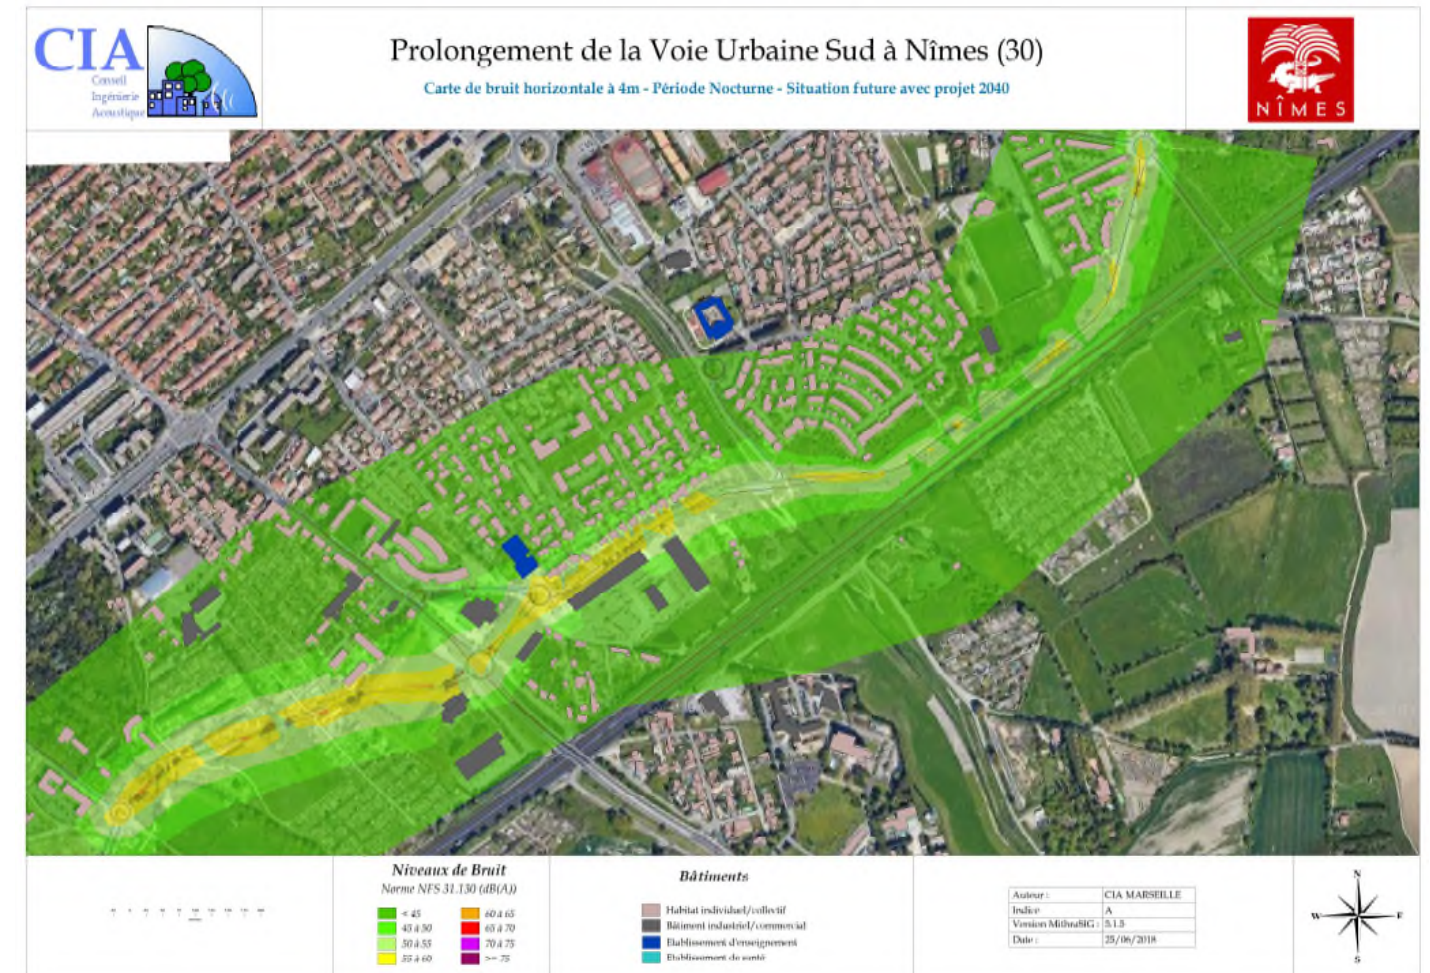 CIA
Conseil
Ingénierie
Acoustique
Prolongement de la Voie Urbaine Sud à Nîmes (30)
Carte de bruit horizontale à 4m - Période Nocturne - Situation future avec projet 2040
NÎMES
Niveaux de Bruit
Norme NFS 31.130 (dB(A))
< 45
45 à 50
50 à 55
55 à 60
60 à 65
65 à 70
70 à 75
>= 75
Bâtiments
Habitat individuel/collectif
Bâtiment industriel/commercial
Etablissement d'enseignement
Etablissement de santé
Auteur : CIA MARSEILLE
Indice A
Version MithraSIG : 5.1.5
Date : 25/06/2018
N
W E
S